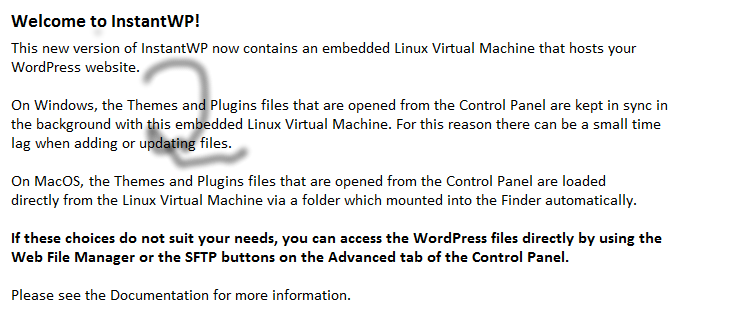 Welcome to InstantWP!
This new version of InstantWP now contains an embedded Linux Virtual Machine that hosts your
WordPress website.
On Windows, the Themes and Plugins files that are opened from the Control Panel are kept in sync in
the background with this embedded Linux Virtual Machine. For this reason there can be a small time
lag when adding or updating files.
On MacOS, the Themes and Plugins files that are opened from the Control Panel are loaded
directly from the Linux Virtual Machine via a folder which mounted into the Finder automatically.
If these choices do not suit your needs, you can access the WordPress files directly by using the
Web File Manager or the SFTP buttons on the Advanced tab of the Control Panel.
Please see the Documentation for more information.